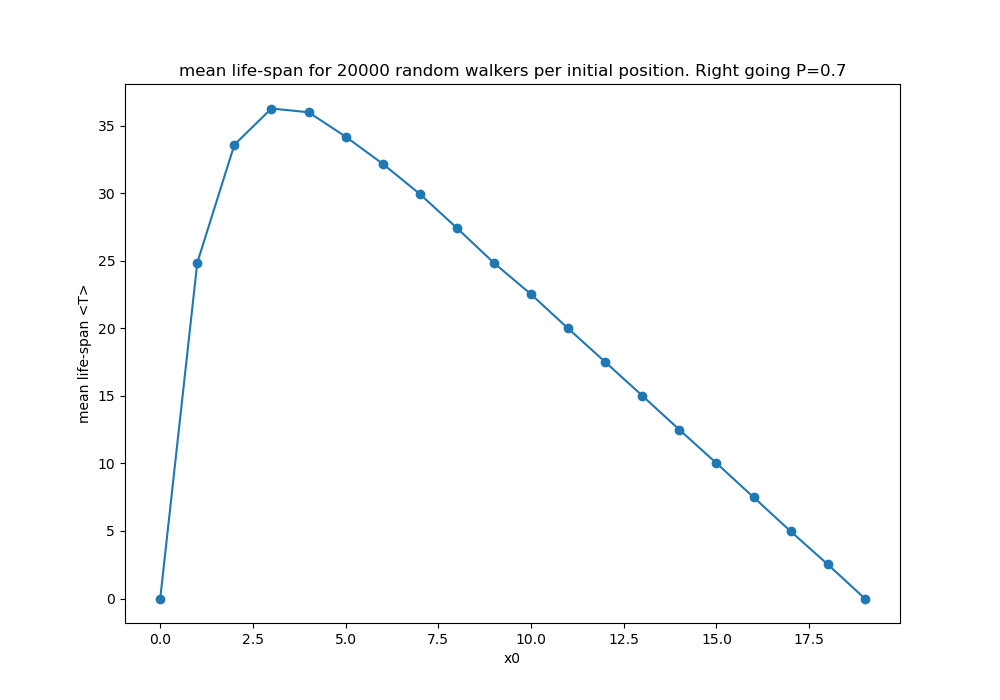 mean life-span for 20000 random walkers per initial position. Right going P=0.7
mean life-span <T>
35
30
25
20
15
10
5
0
0.0 2.5 5.0 7.5 10.0 12.5 15.0 17.5
x0